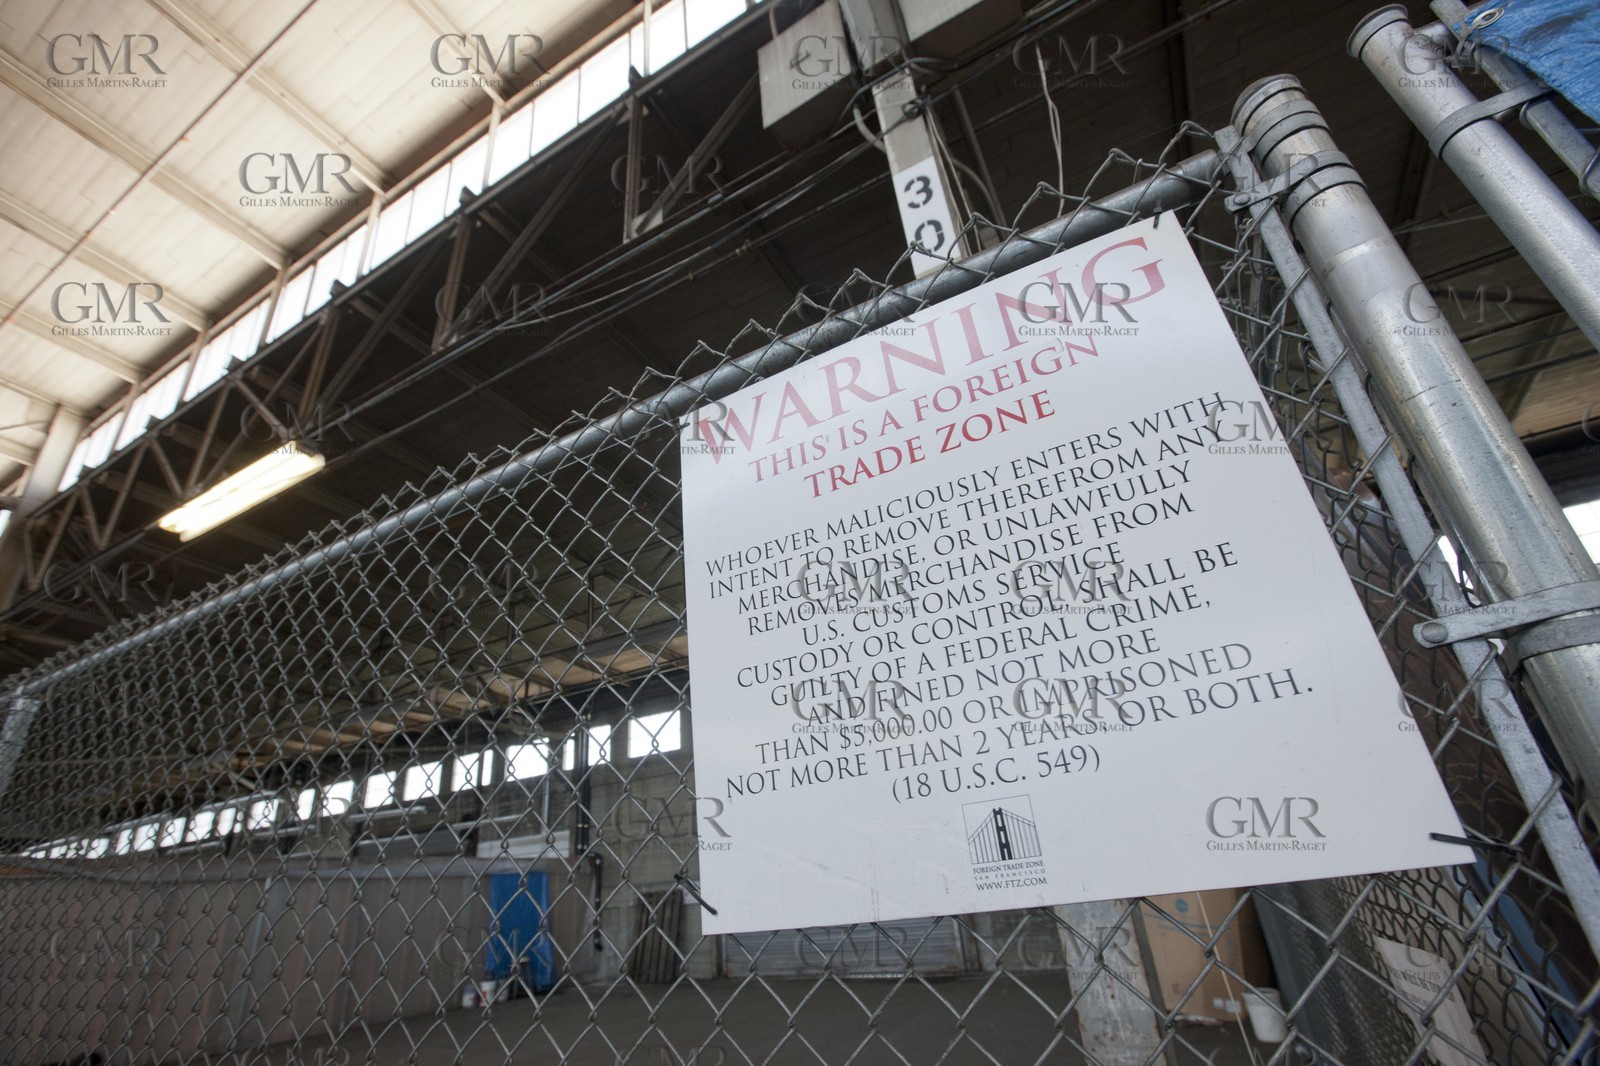 30
WARNING
THIS IS A FOREIGN
TRADE ZONE
WHOEVER MALICIOUSLY ENTERS WITH
INTENT TO REMOVE THEREFROM ANY
MERCHANDISE, OR UNLAWFULLY
REMOVES MERCHANDISE FROM
U.S. CUSTOMS SERVICE
CUSTODY OR CONTROL, SHALL BE
GUILTY OF A FEDERAL CRIME,
AND FINED NOT MORE
THAN $5,000.00 OR IMPRISONED
NOT MORE THAN 2 YEARS, OR BOTH.
(18 U.S.C. 549)
FOREIGN TRADE ZONE
SAN FRANCISCO
WWW.FTZ.COM
GMR
GILLES MARTIN-RAGET